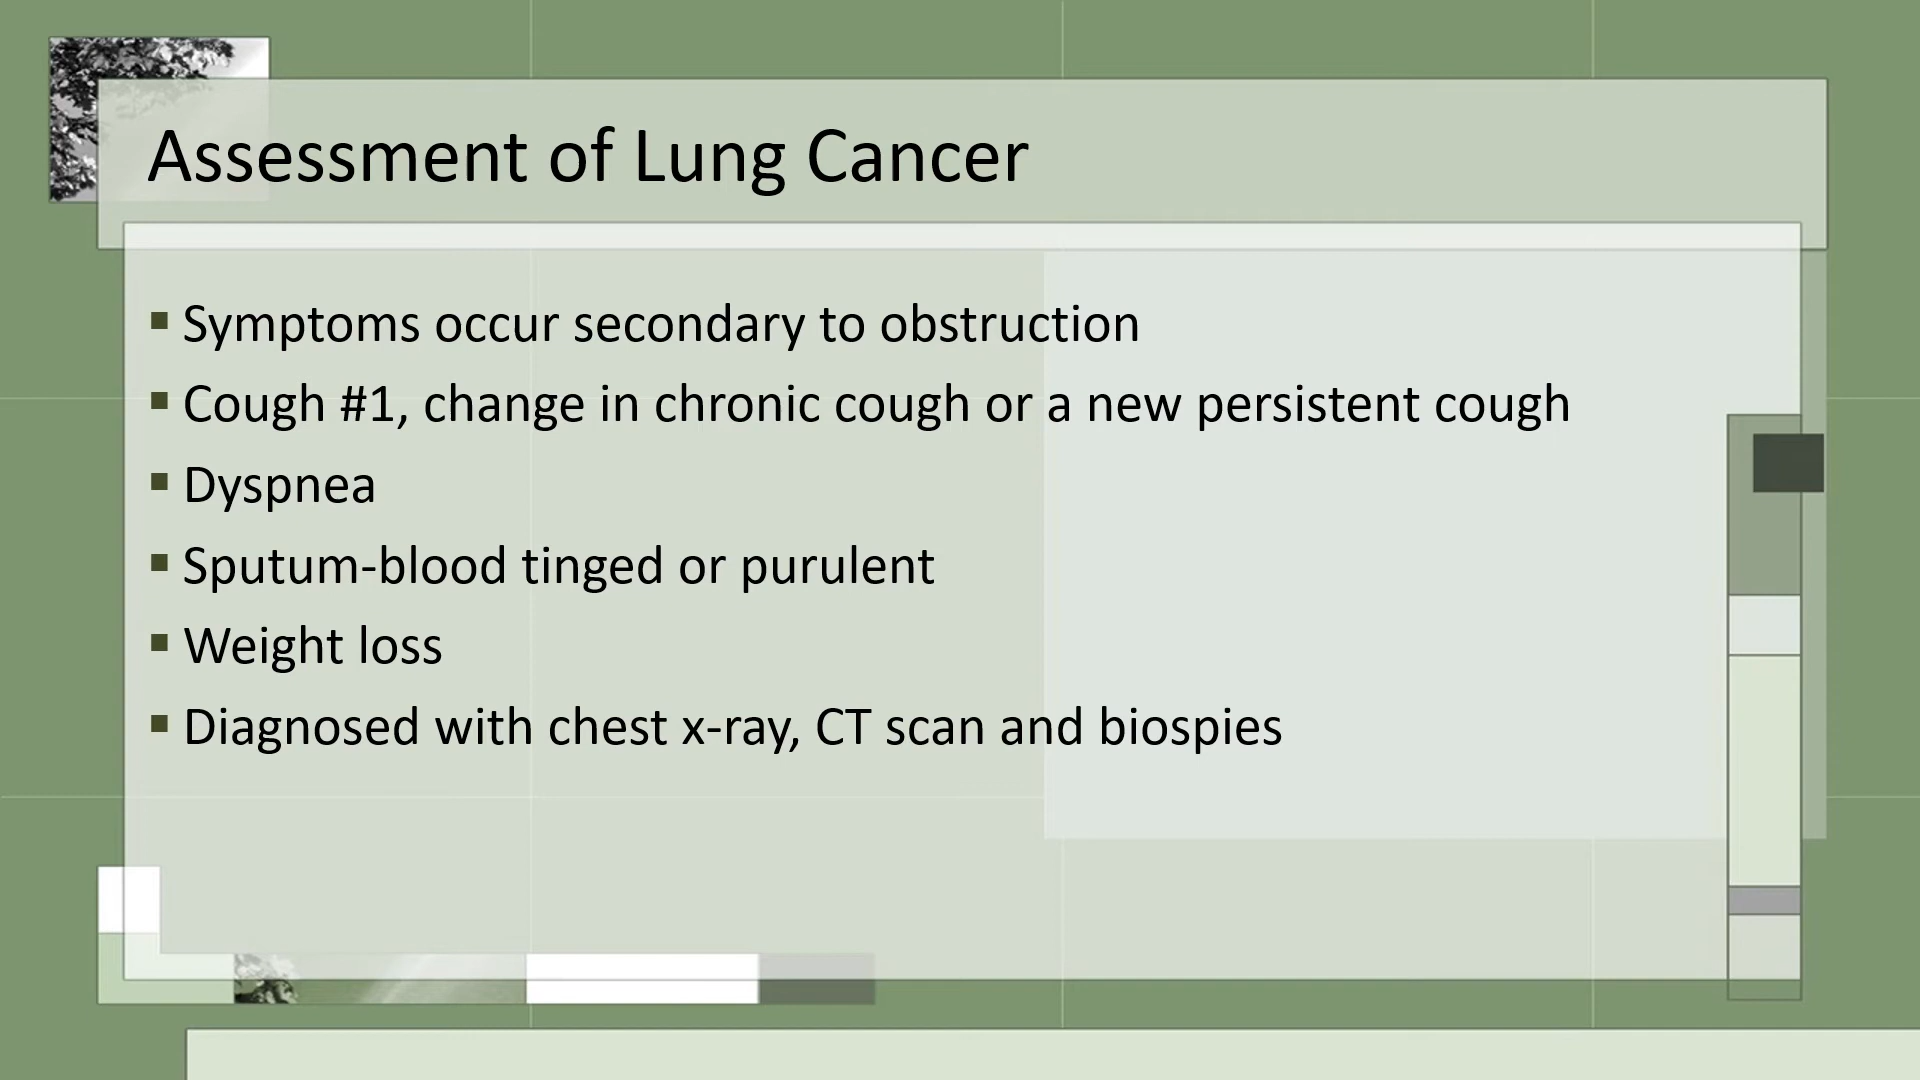 Assessment of Lung Cancer
▪ Symptoms occur secondary to obstruction
▪ Cough #1, change in chronic cough or a new persistent cough
▪ Dyspnea
▪ Sputum-blood tinged or purulent
▪ Weight loss
▪ Diagnosed with chest x-ray, CT scan and biospies